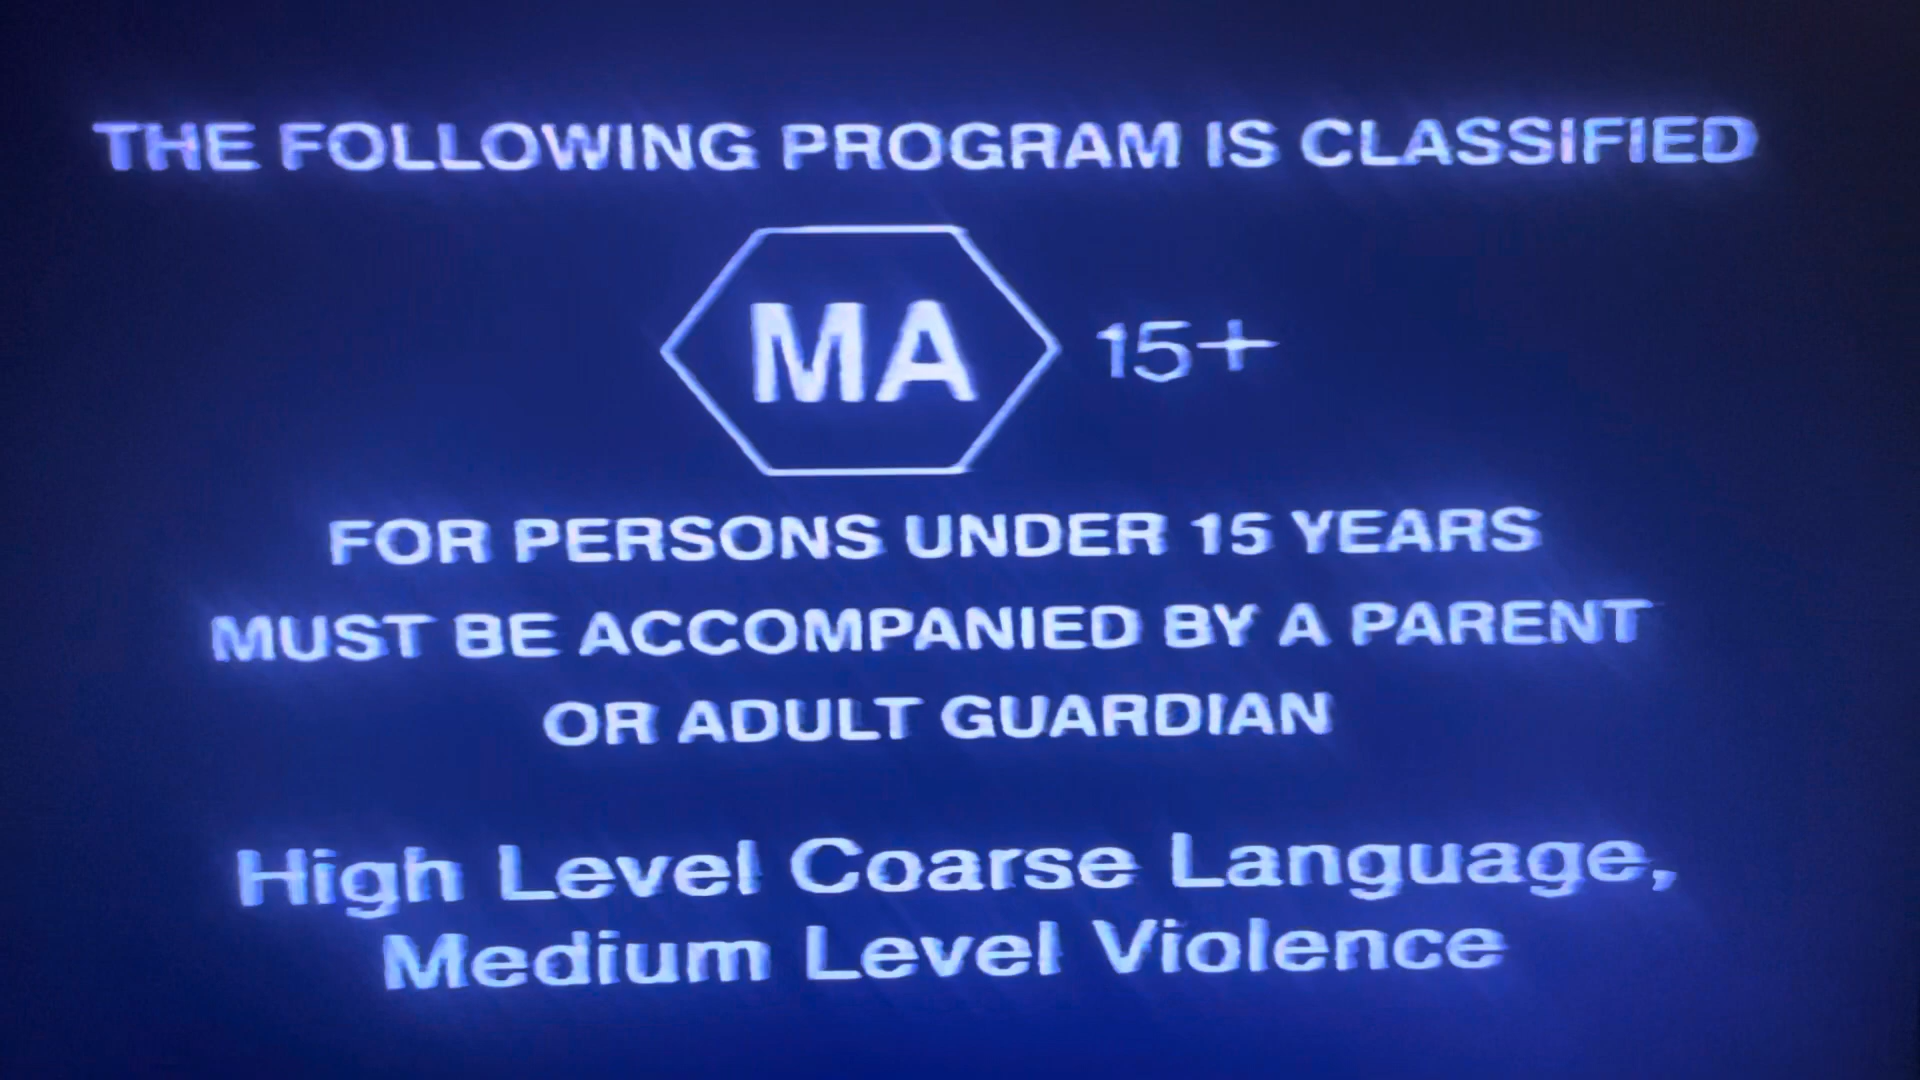 THE FOLLOWING PROGRAM IS CLASSIFIED
MA 15+
FOR PERSONS UNDER 15 YEARS
MUST BE ACCOMPANIED BY A PARENT
OR ADULT GUARDIAN
High Level Coarse Language,
Medium Level Violence